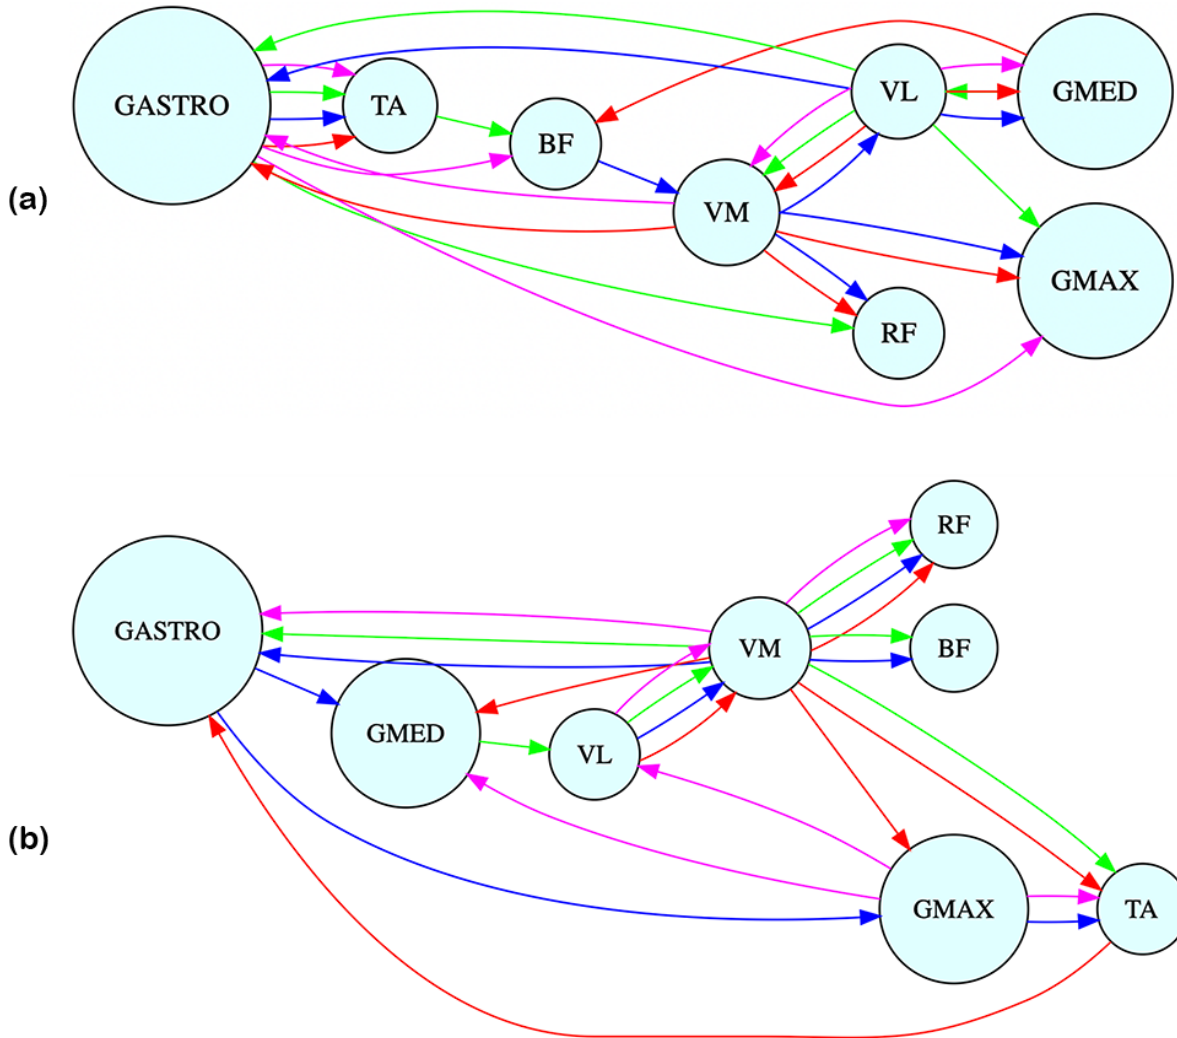 (a)
GASTRO
TA
BF
VM
VL
GMED
GMAX
RF
(b)
GASTRO
GMED
VL
VM
RF
BF
GMAX
TA